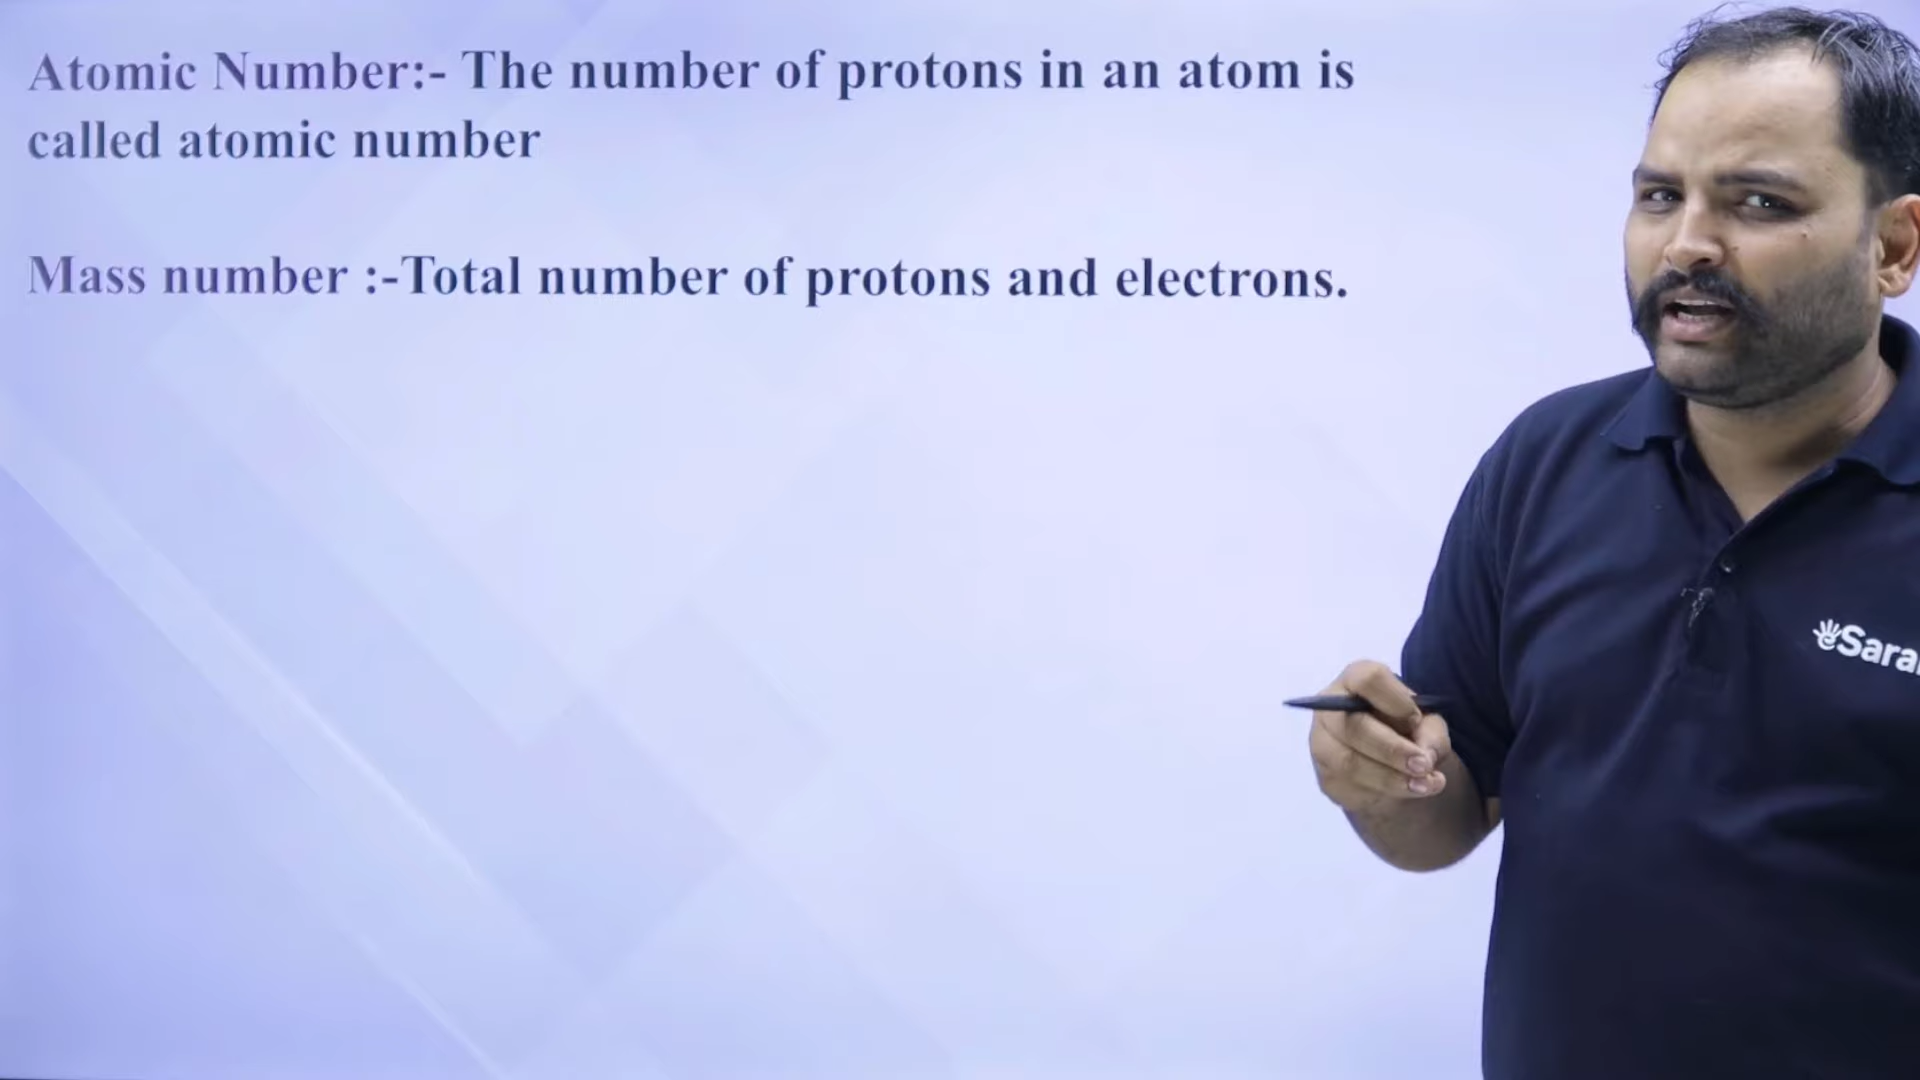 Atomic Number:- The number of protons in an atom is
called atomic number
Mass number :-Total number of protons and electrons.
eSara